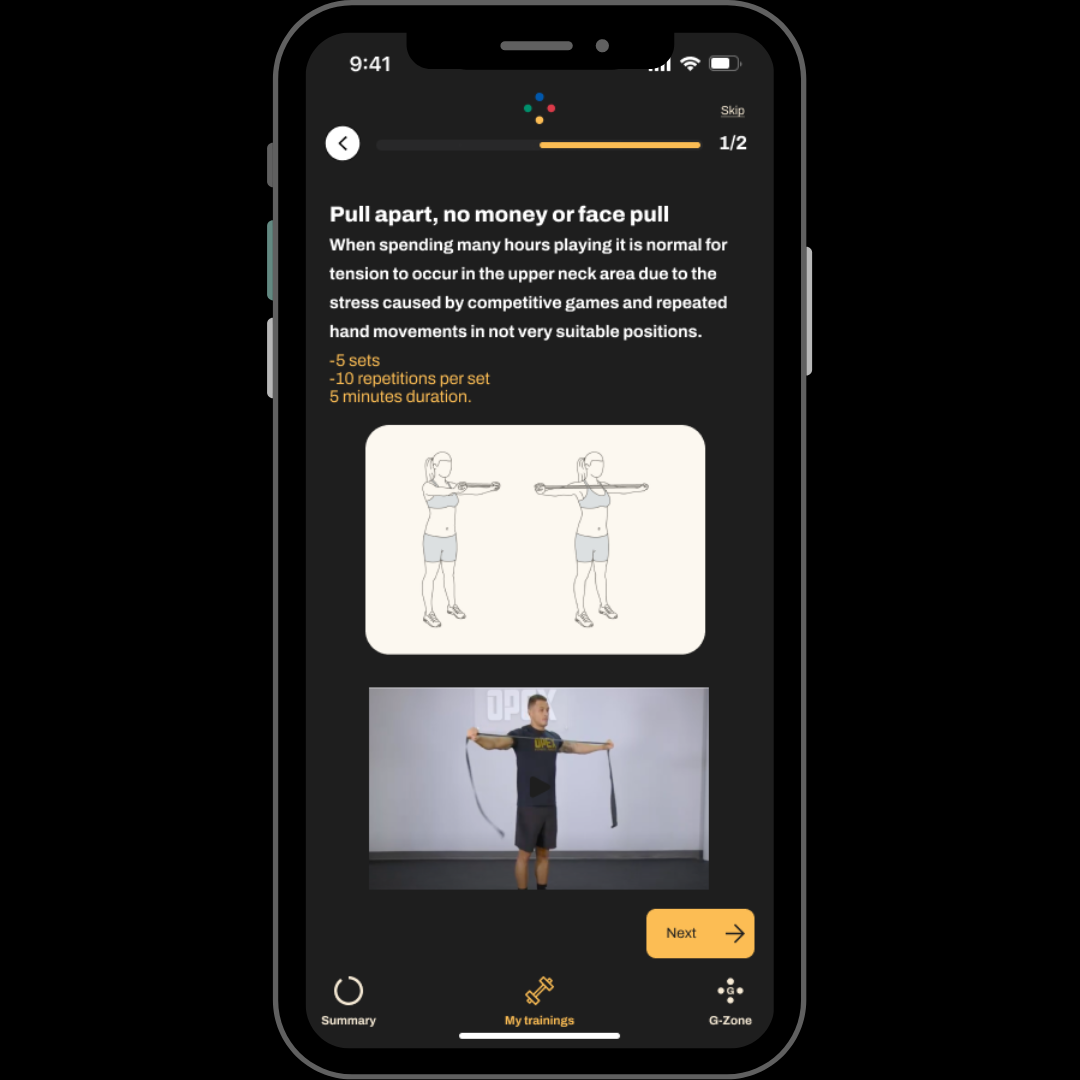 9:41
Skip
1/2
Pull apart, no money or face pull
When spending many hours playing it is normal for
tension to occur in the upper neck area due to the
stress caused by competitive games and repeated
hand movements in not very suitable positions.
-5 sets
-10 repetitions per set
5 minutes duration.
OPEX
OPEX
Next
G
Summary
My trainings
G-Zone